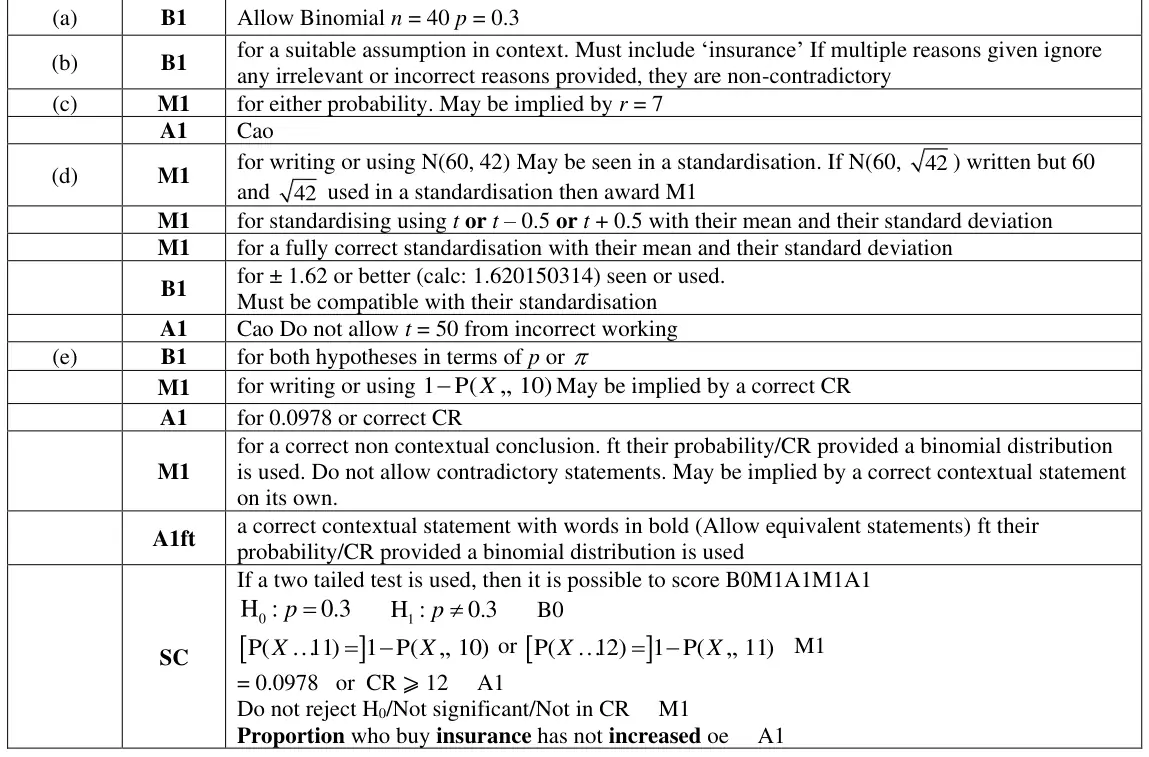 (a) B1 Allow Binomial n = 40 p = 0.3
(b) B1 for a suitable assumption in context. Must include ‘insurance’ If multiple reasons given ignore
any irrelevant or incorrect reasons provided, they are non-contradictory
(c) M1 for either probability. May be implied by r = 7
A1 Cao
(d) M1 for writing or using N(60, 42) May be seen in a standardisation. If N(60, √42 ) written but 60
and √42 used in a standardisation then award M1
M1 for standardising using t or t – 0.5 or t + 0.5 with their mean and their standard deviation
M1 for a fully correct standardisation with their mean and their standard deviation
B1 for ± 1.62 or better (calc: 1.620150314) seen or used.
Must be compatible with their standardisation
A1 Cao Do not allow t = 50 from incorrect working
(e) B1 for both hypotheses in terms of p or π
M1 for writing or using 1−P(X ,, 10) May be implied by a correct CR
A1 for 0.0978 or correct CR
M1 for a correct non contextual conclusion. ft their probability/CR provided a binomial distribution
is used. Do not allow contradictory statements. May be implied by a correct contextual statement
on its own.
A1ft a correct contextual statement with words in bold (Allow equivalent statements) ft their
probability/CR provided a binomial distribution is used
SC If a two tailed test is used, then it is possible to score B0M1A1M1A1
H₀ : p = 0.3 H₁ : p ≠ 0.3 B0
[P(X …11) =]1−P(X ,, 10) or [P(X …12) =]1−P(X ,, 11) M1
= 0.0978 or CR ⩾ 12 A1
Do not reject H₀/Not significant/Not in CR M1
Proportion who buy insurance has not increased oe A1